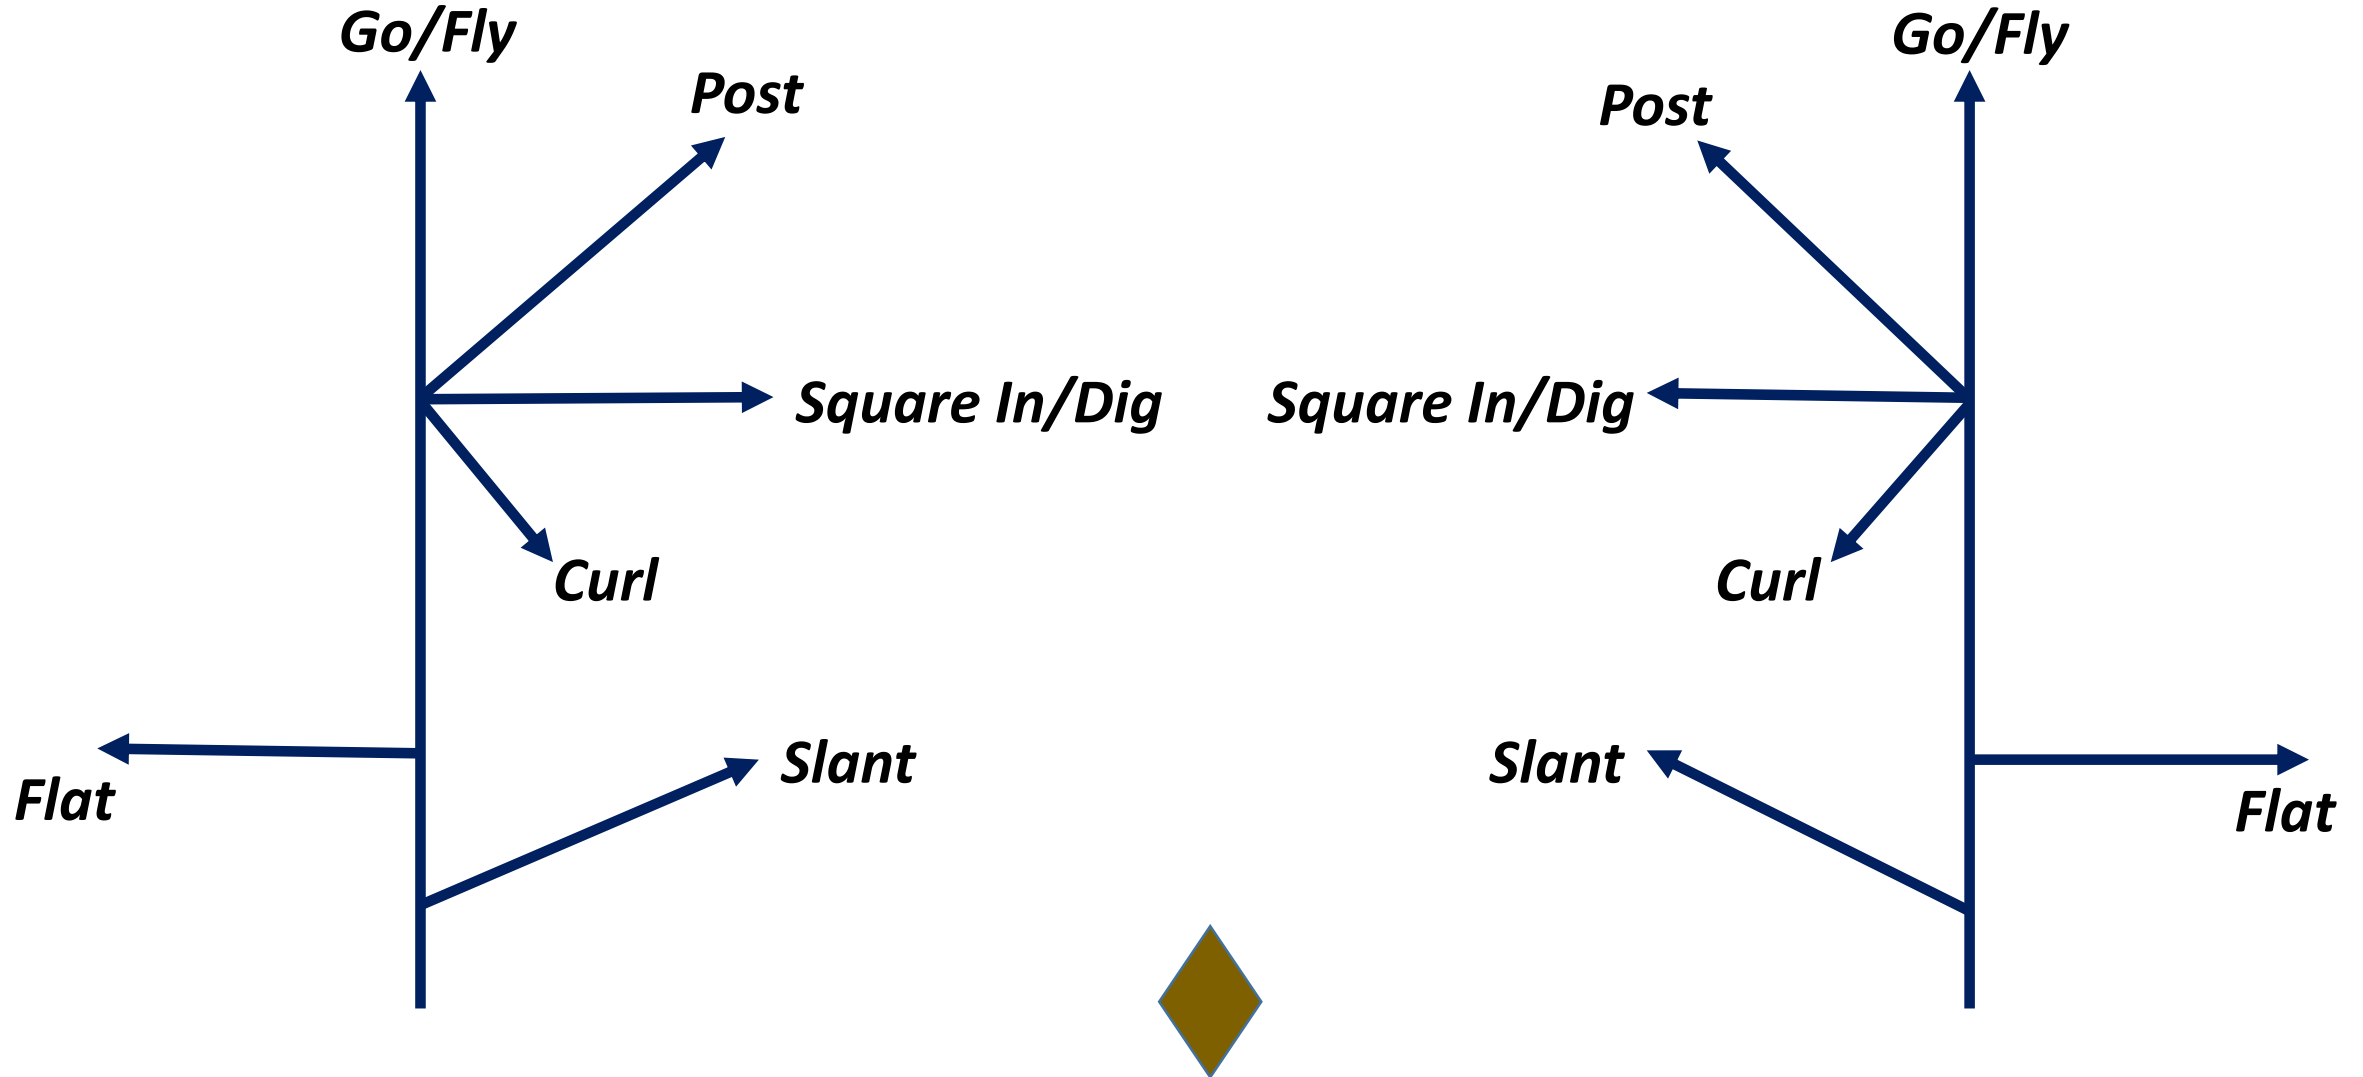 Go/Fly
Post
Square In/Dig
Curl
Flat
Slant
Go/Fly
Post
Square In/Dig
Curl
Slant
Flat